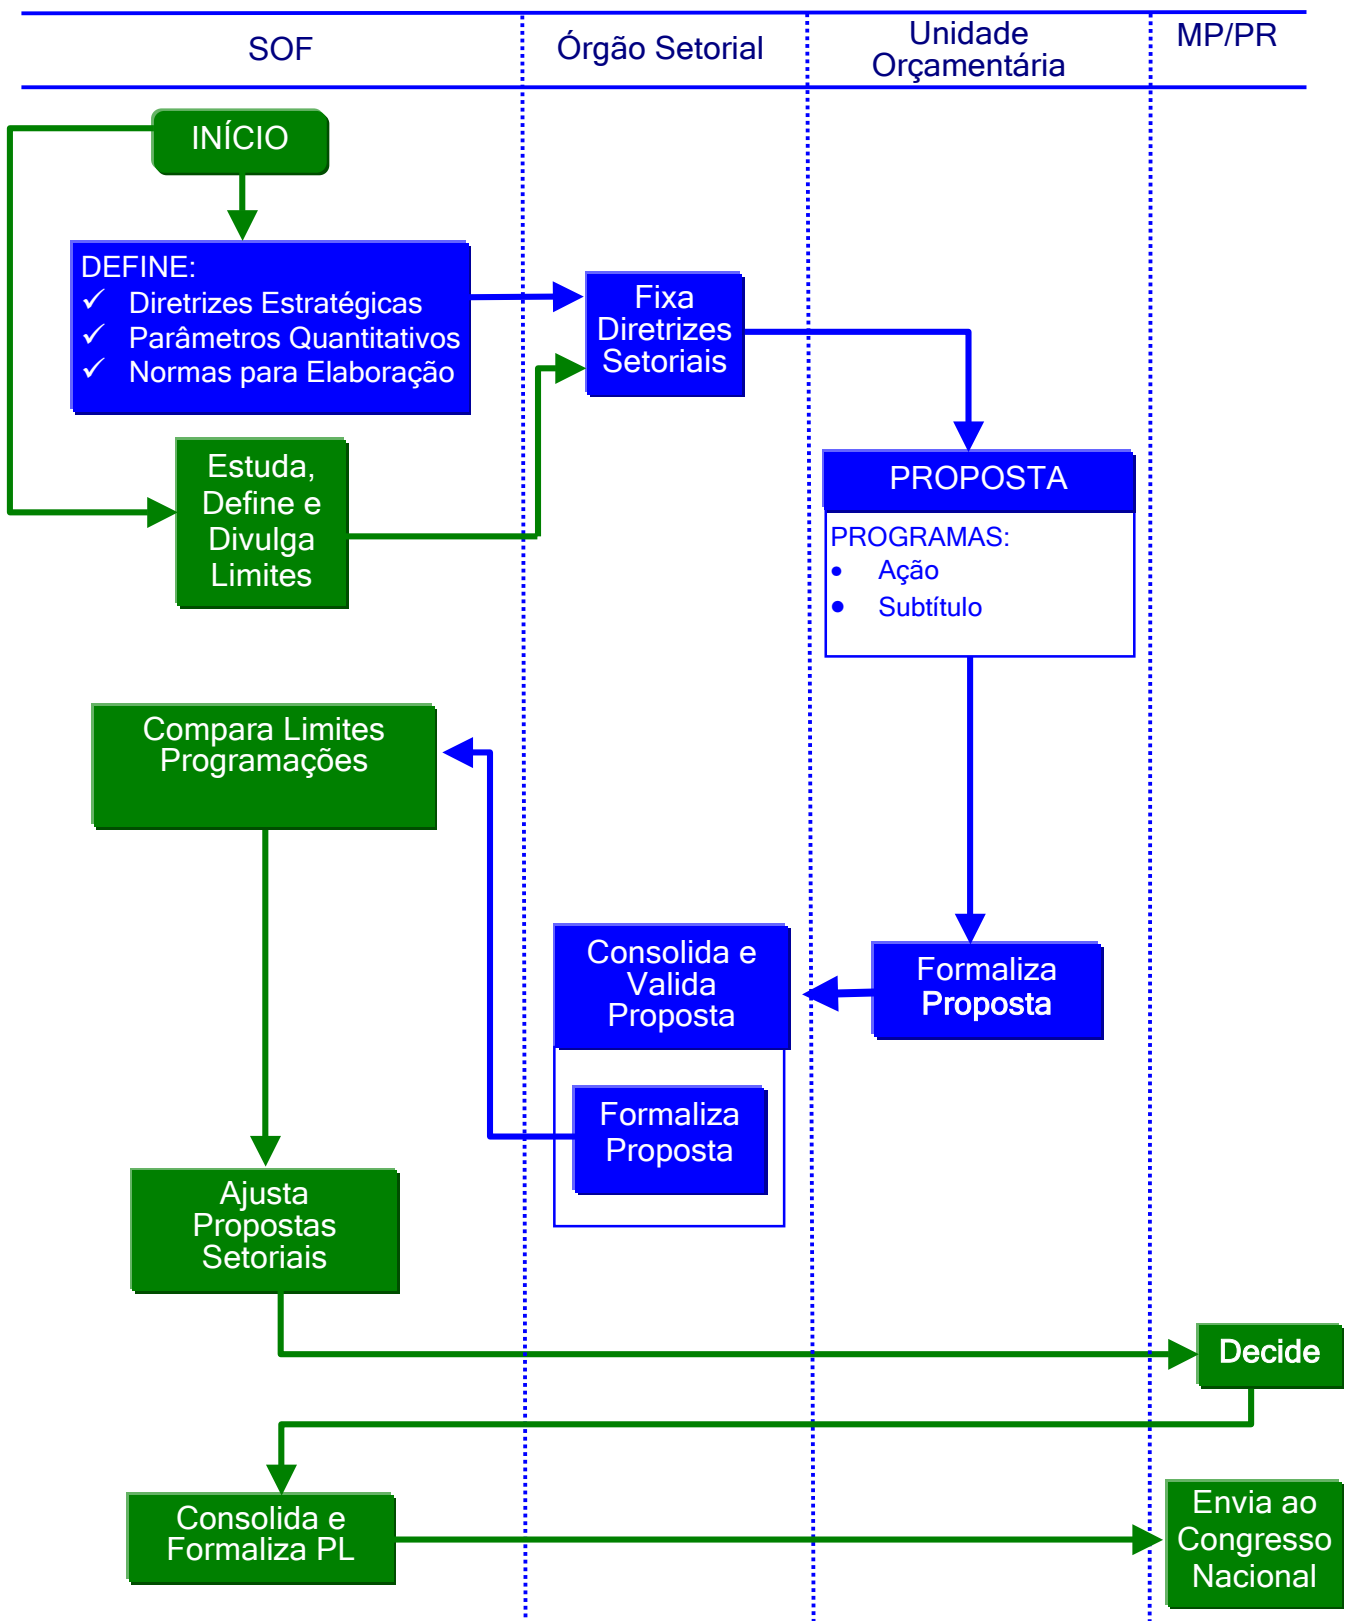 SOF
Órgão Setorial
Unidade
Orçamentária
MP/PR
INÍCIO
DEFINE:
✓ Diretrizes Estratégicas
✓ Parâmetros Quantitativos
✓ Normas para Elaboração
Fixa
Diretrizes
Setoriais
Estuda,
Define e
Divulga
Limites
PROPOSTA
PROGRAMAS:
• Ação
• Subtítulo
Compara Limites
Programações
Consolida e
Valida
Proposta
Formaliza
Proposta
Formaliza
Proposta
Ajusta
Propostas
Setoriais
Decide
Consolida e
Formaliza PL
Envia ao
Congresso
Nacional